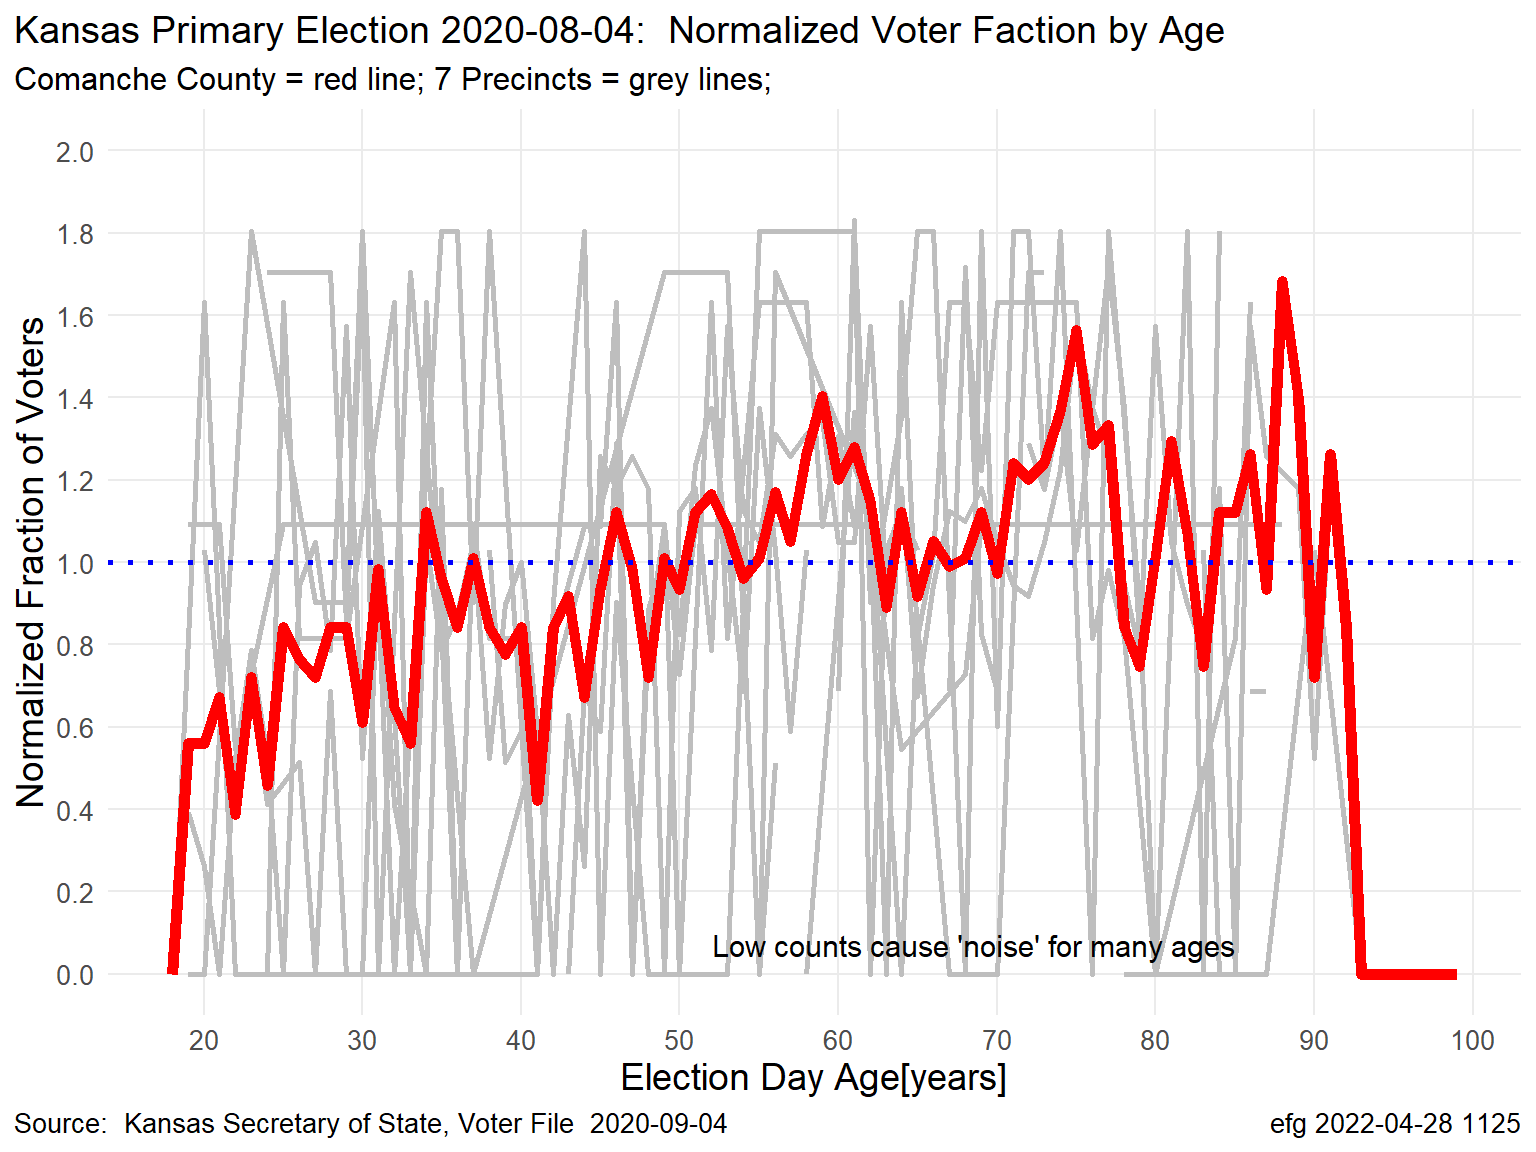 Kansas Primary Election 2020-08-04:  Normalized Voter Faction by Age
Comanche County = red line; 7 Precincts = grey lines;
Normalized Fraction of Voters
2.0
1.8
1.6
1.4
1.2
1.0
0.8
0.6
0.4
0.2
0.0
Low counts cause 'noise' for many ages
20 30 40 50 60 70 80 90 100
Election Day Age[years]
Source:  Kansas Secretary of State, Voter File  2020-09-04
efg 2022-04-28 1125